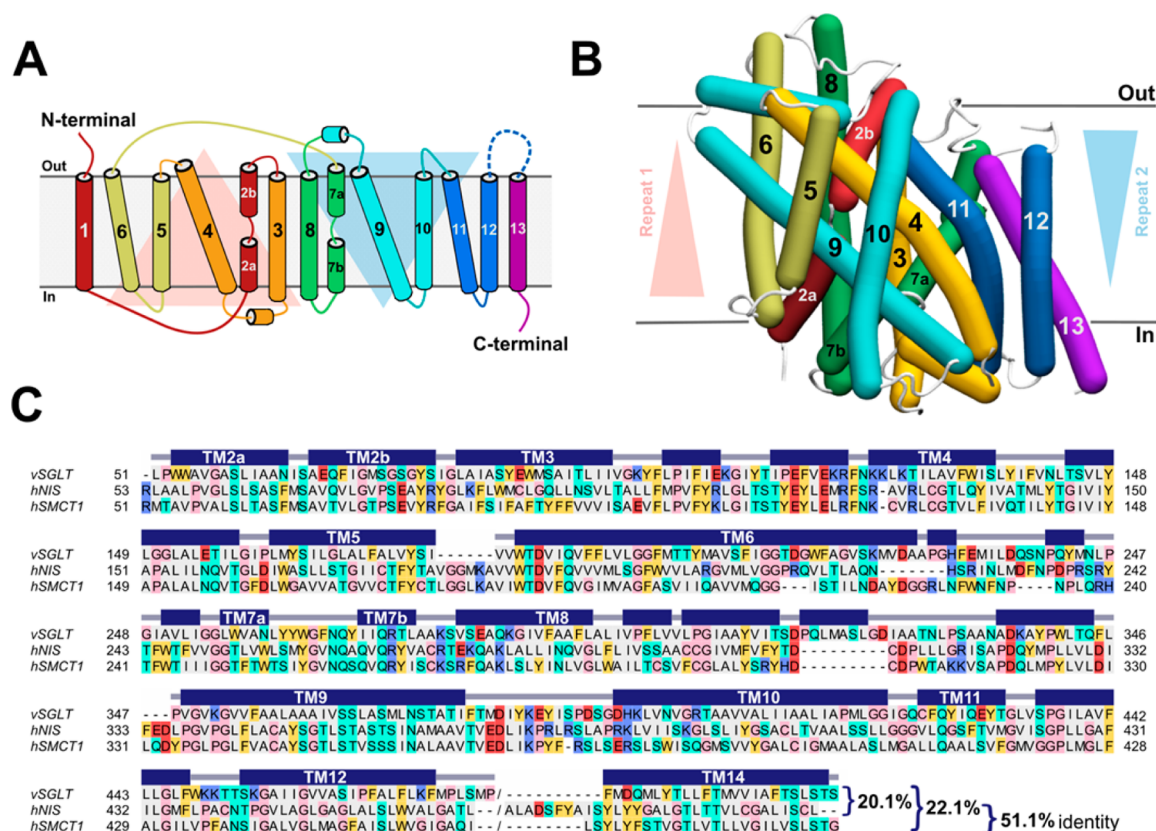 A
B
N-terminal
Out
In
C-terminal
1
6
5
4
2b
2a
3
8
7a
7b
9
10
11
12
13
Out
In
Repeat 1
Repeat 2
8
6
2b
5
4
11
12
9
10
3
7a
2a
7b
13
C
TM2a TM2b TM3 TM4
vSGLT 51 -LPWWAVGASLIAANISAEQFIGMSGSGYSIGLAIASYEWMSAITLIIVGKYFLPIFIEKGIYTIPEFVEKRFNKKLKTILAVFWISLYIFVNLTSVLY 148
hNIS 53 RLAALPVGLSLSASFMSAVQVLGVPSEAYRYGLKFLWMCLGQLLNSVLTALLFMPVFYRLGLTSTYEYLEMRFSR-AVRLCGTLQYIVATMLYTGIVIY 150
hSMCT1 51 RMTAVPVALSLTASFMSAVTVLGTPSEVYRFGAIFSIFAFTYFFVVVISAEVFLPVFYRLGITSTYEYLELRFNK-CVRLCGTVLFIVQTILYTGIVIY 148
TM5 TM6
vSGLT 149 LGGLALETILGIPLMYSILGLALFALVYSI------VVWTDVIQVFFLVLGGFMTTYMAVSFIGGTDGWFAGVSKMVDAAPGHFEMILDQSNPQYMNLP 247
hNIS 151 APALILNQVTGLDIWASLLSTGIICTFYTAVGGMKAVVWTDVFQVVVMLSGFWVVLARGVMLVGGPRQVLTLAQN-------HSRINLMDFNPDPRSRY 242
hSMCT1 149 APALALNQVTGFDLWGAVVATGVVCTFYCTLGGLKAVIWTDVFQVGIMVAGFASVIIQAVVMQGG----ISTILNDAYDGGRLNFWNFNP---NPLQRH 240
TM7a TM7b TM8
vSGLT 248 GIAVLIGGLWVANLYYWGFNQYIIQRTLAAKSVSEAQKGIVFAAFLALIVPFLVVLPGIAAYVITSDPQLMASLGDIAATNLPSAANADKAYPWLTQFL 346
hNIS 243 TFWTFVVGGTLVWLSMYGVNQAQVQRYVACRTEKQAKLALLINQVGLFLIVSSAACCGIVMFVFYTD---------CDPLLLGRISAPDQYMPLLVLDI 332
hSMCT1 241 TFWTIIIGGTFTWTSIYGVNQSQVQRYISCKSRFQAKLSLYINLVGLWAILTCSVFCGLALYSRYHD---------CDPWTAKKVSAPDQLMPYLVLDI 330
TM9 TM10 TM11
vSGLT 347 ---PVGVKGVVFAALAAAIVSSLASMLNSTATIFTMDIYKEYISPDSGDHKLVNVGRTAAVVALIIAALIAPMLGGIGQCFQYIQEYTGLVSPGILAVF 442
hNIS 333 FEDLPGVPGLFLACAYSGTLSTASTSINAMAAVTVEDLIKPRLRSLAPRKLVIISKGLSLIYGSACLTVAALSSLLGGGVLQGSFTVMGVISGPLLGAF 431
hSMCT1 331 LQDYPGLPGLFVACAYSGTLSTVSSSINALAAVTVEDLIKPYF-RSLSERSLSWISQGMSVVYGALCIGMAALASLMGALLQAALSVFGMVGGPLMGLF 428
TM12 TM14
vSGLT 443 LLGLFWKKTTSKGAIIGVVASIPFALFLKFMPLSMP/----------FMDQMLYTLLFTMVVIAFTSLSTS
hNIS 432 ILGMFLPACNTPGVLAGLGAGLALSLWVALGATL/ALADSFYAISYLYYGALGTLTTVLCGALISCL--
hSMCT1 429 ALGILVPFANSIGALVGLMAGFAISLWVGIGAQI/----------SLYFSTVGTLVTLLVGILVSLSTG
20.1%
22.1%
51.1% identity